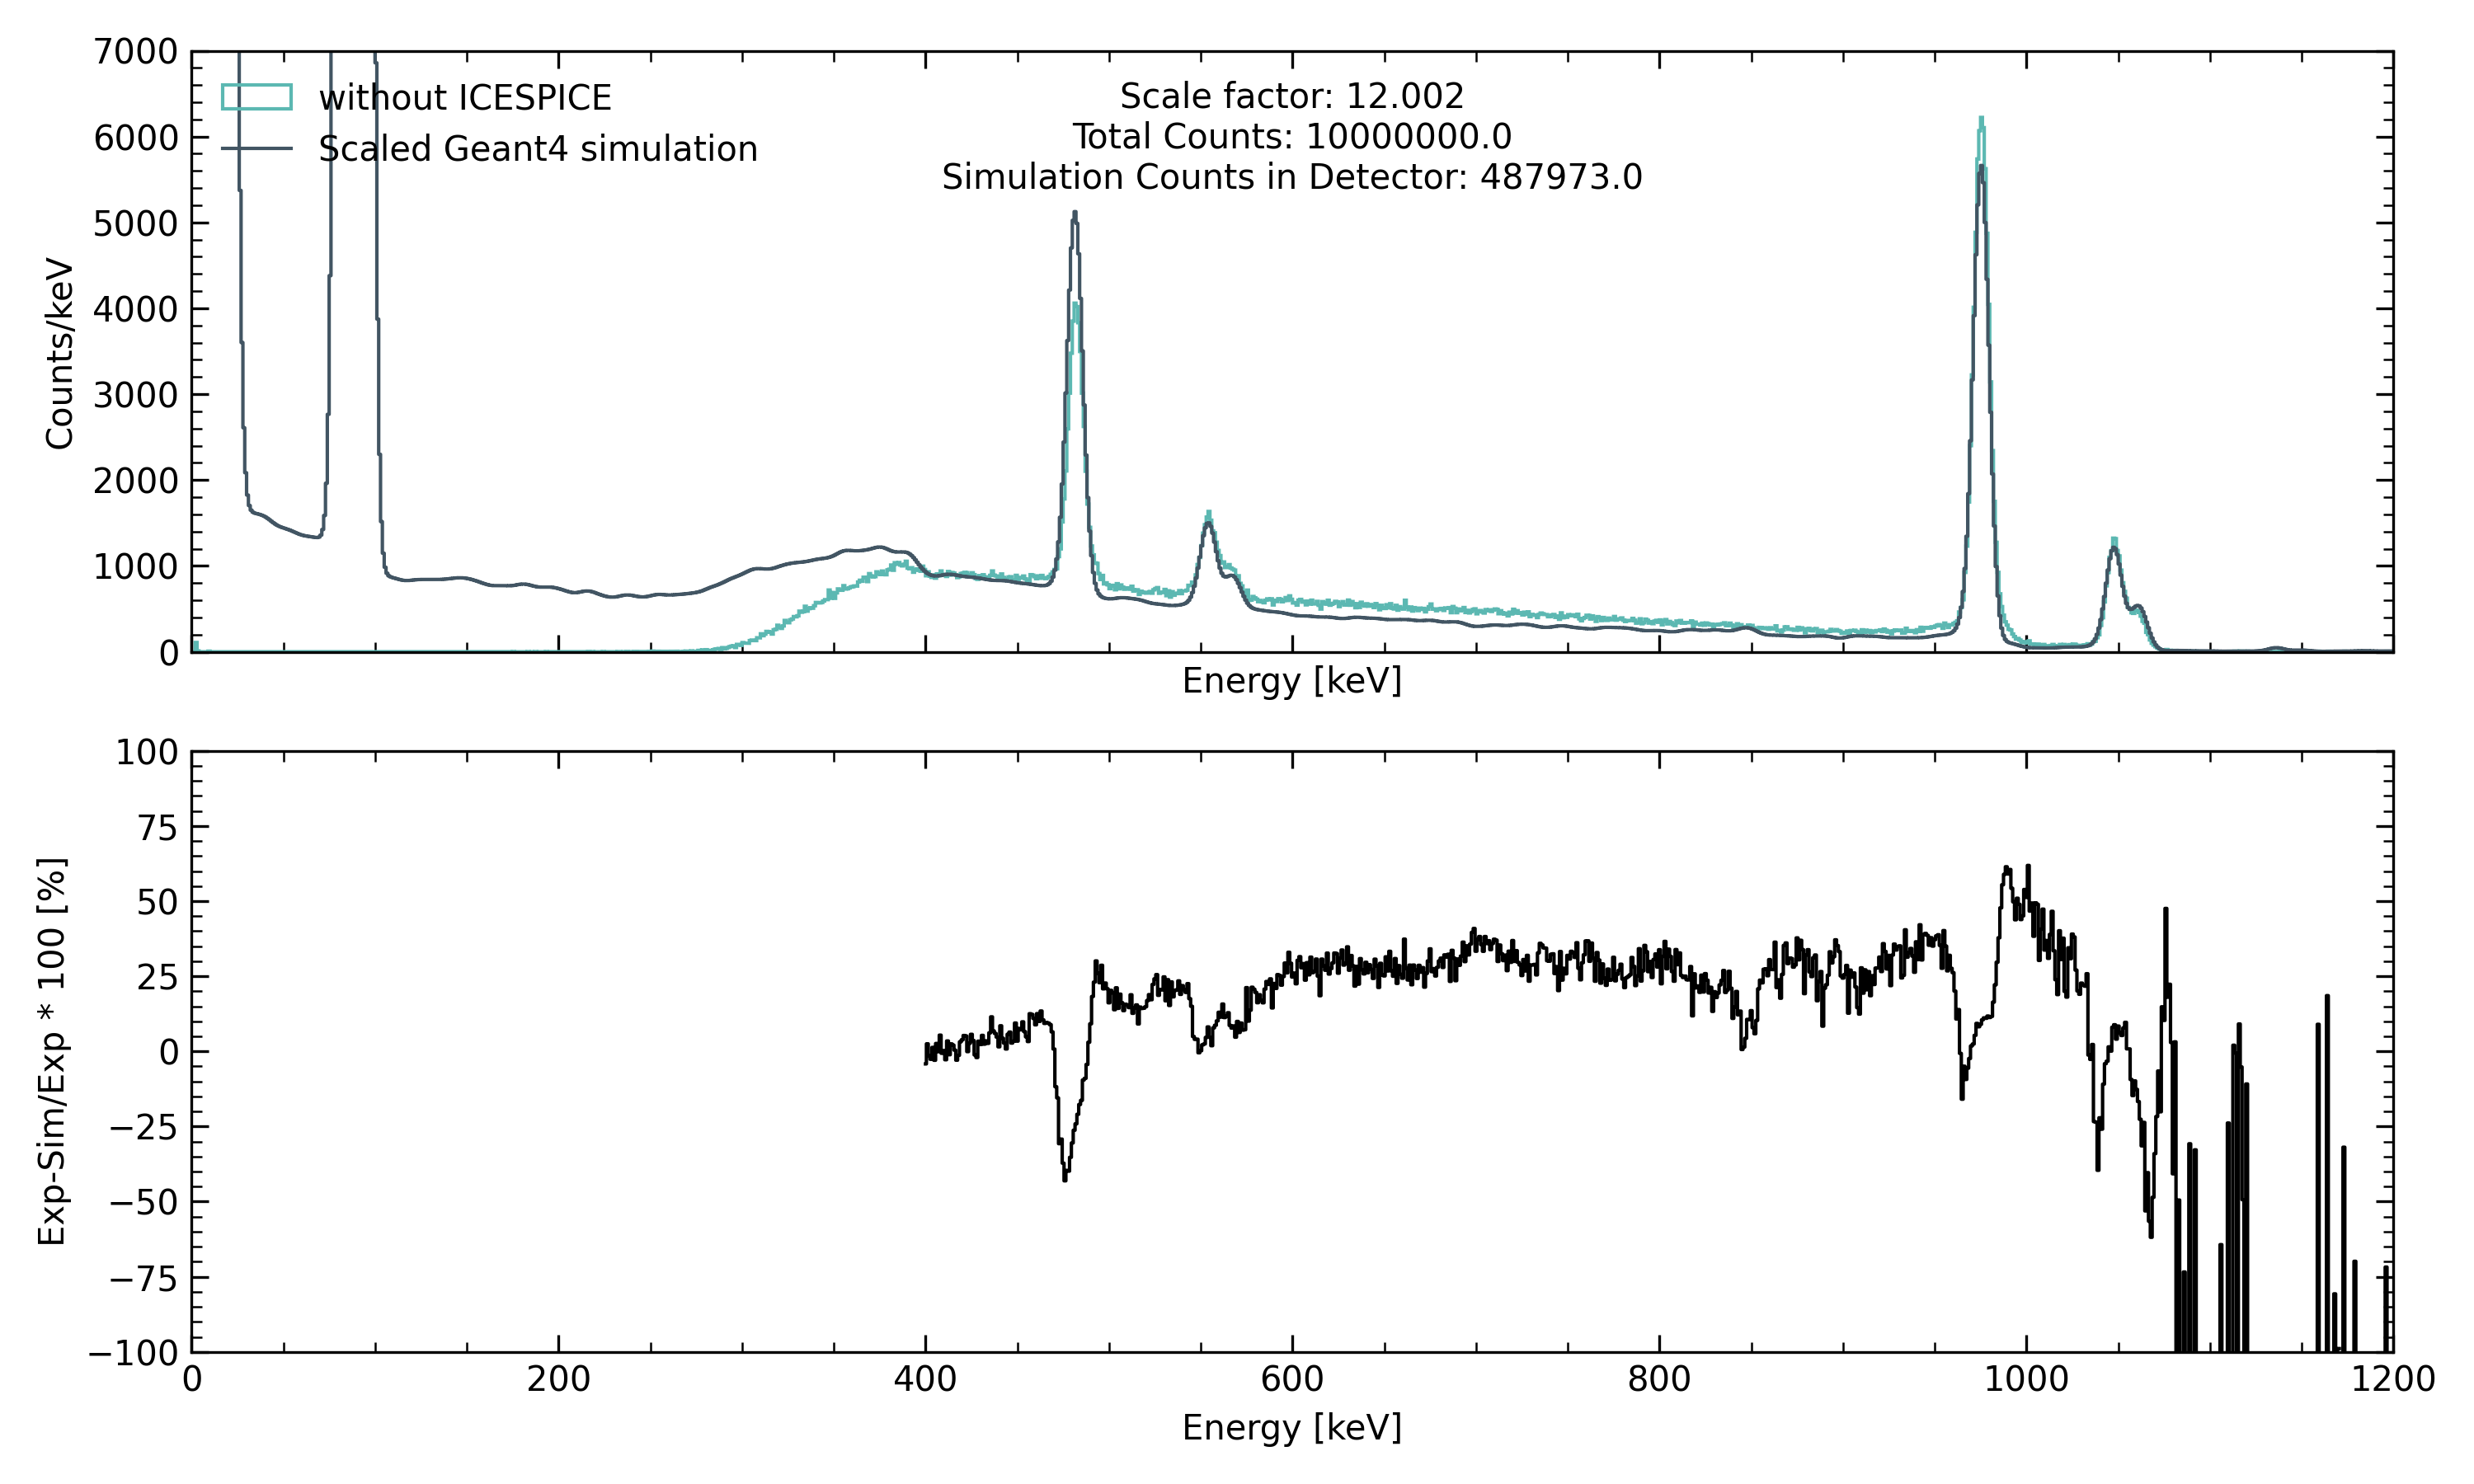 7000
6000
5000
4000
3000
2000
1000
0
Counts/keV
without ICESPICE
Scaled Geant4 simulation
Scale factor: 12.002
Total Counts: 10000000.0
Simulation Counts in Detector: 487973.0
Energy [keV]
100
75
50
25
0
−25
−50
−75
−100
Exp-Sim/Exp * 100 [%]
0 200 400 600 800 1000 1200
Energy [keV]